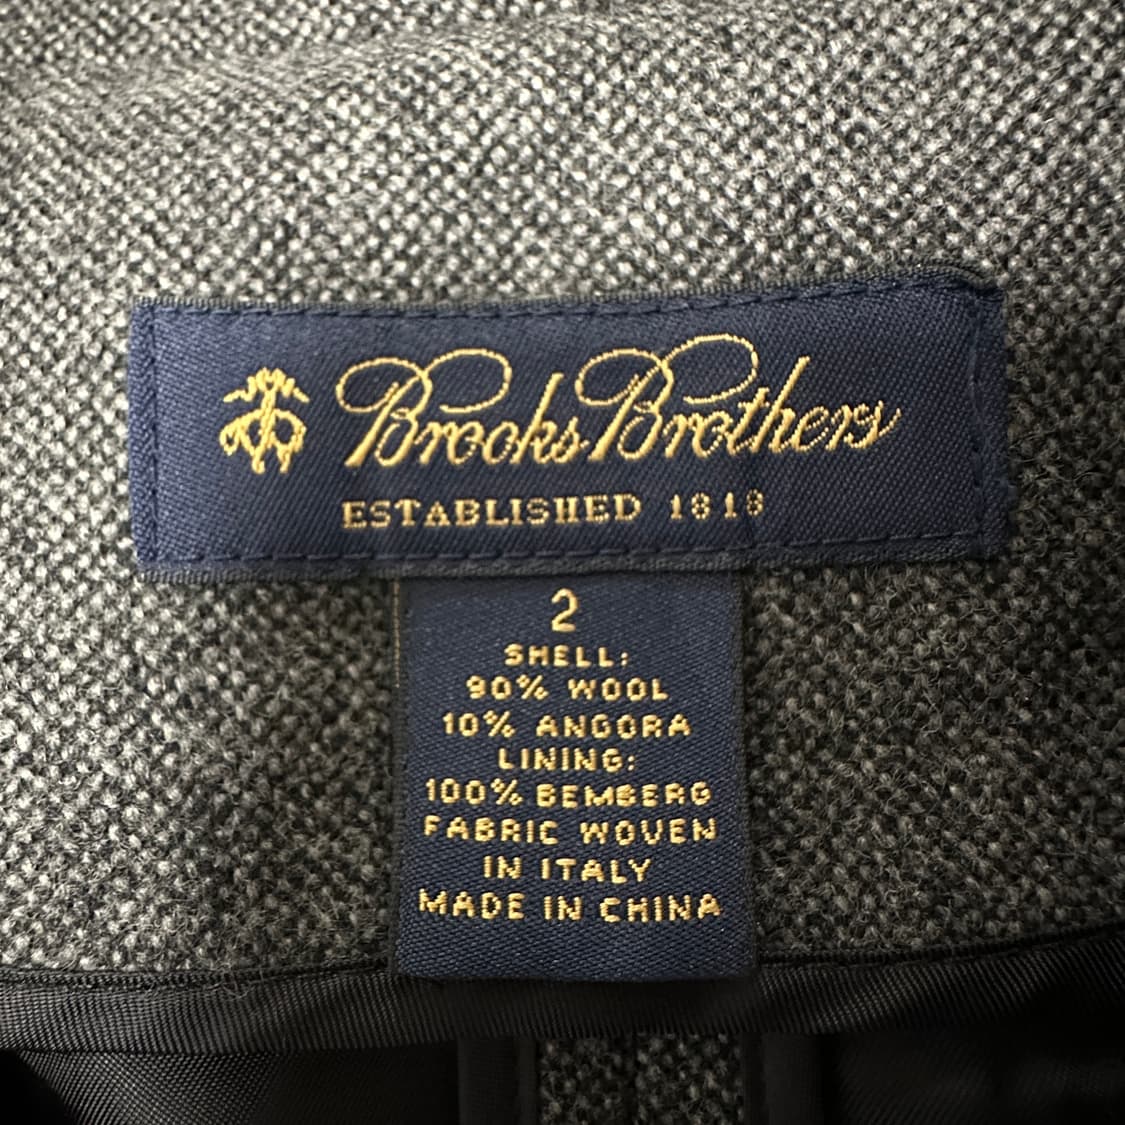 Brooks Brothers
ESTABLISHED 1818
2
SHELL:
90% WOOL
10% ANGORA
LINING:
100% BEMBERG
FABRIC WOVEN
IN ITALY
MADE IN CHINA